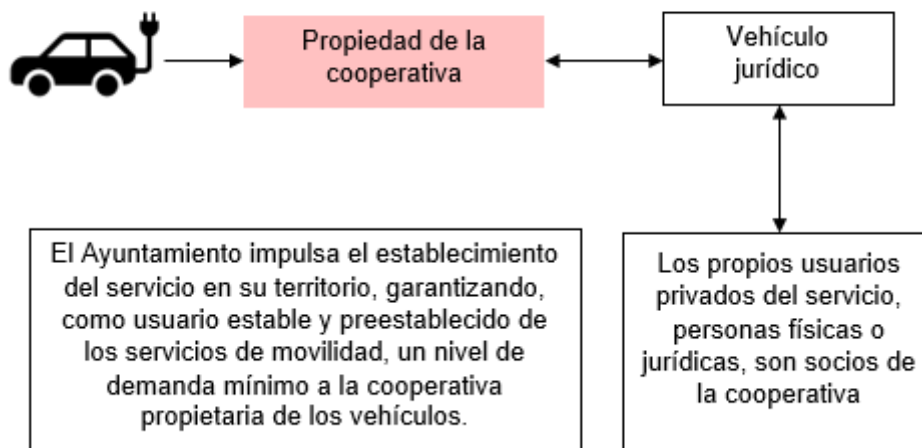 Propiedad de la
cooperativa
Vehículo
jurídico
El Ayuntamiento impulsa el establecimiento
del servicio en su territorio, garantizando,
como usuario estable y preestablecido de
los servicios de movilidad, un nivel de
demanda mínimo a la cooperativa
propietaria de los vehículos.
Los propios usuarios
privados del servicio,
personas físicas o
jurídicas, son socios de
la cooperativa